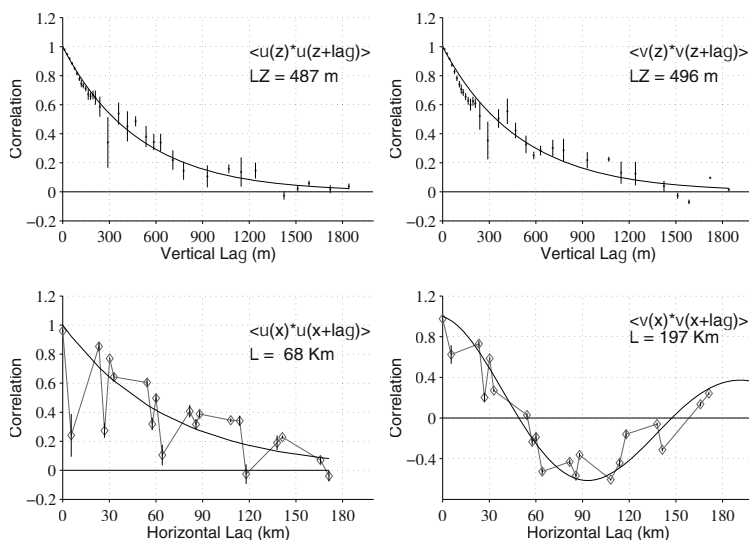 1.2
1
0.8
0.6
0.4
0.2
0
−0.2
Correlation
<u(z)*u(z+lag)>
LZ = 487 m
0 300 600 900 1200 1500 1800
Vertical Lag (m)
1.2
1
0.8
0.6
0.4
0.2
0
−0.2
Correlation
<v(z)*v(z+lag)>
LZ = 496 m
0 300 600 900 1200 1500 1800
Vertical Lag (m)
1.2
1
0.8
0.6
0.4
0.2
0
−0.2
Correlation
<u(x)*u(x+lag)>
L = 68 Km
0 30 60 90 120 150 180
Horizontal Lag (km)
1.2
0.8
0.4
0
−0.4
Correlation
<v(x)*v(x+lag)>
L = 197 Km
0 30 60 90 120 150 180
Horizontal Lag (km)